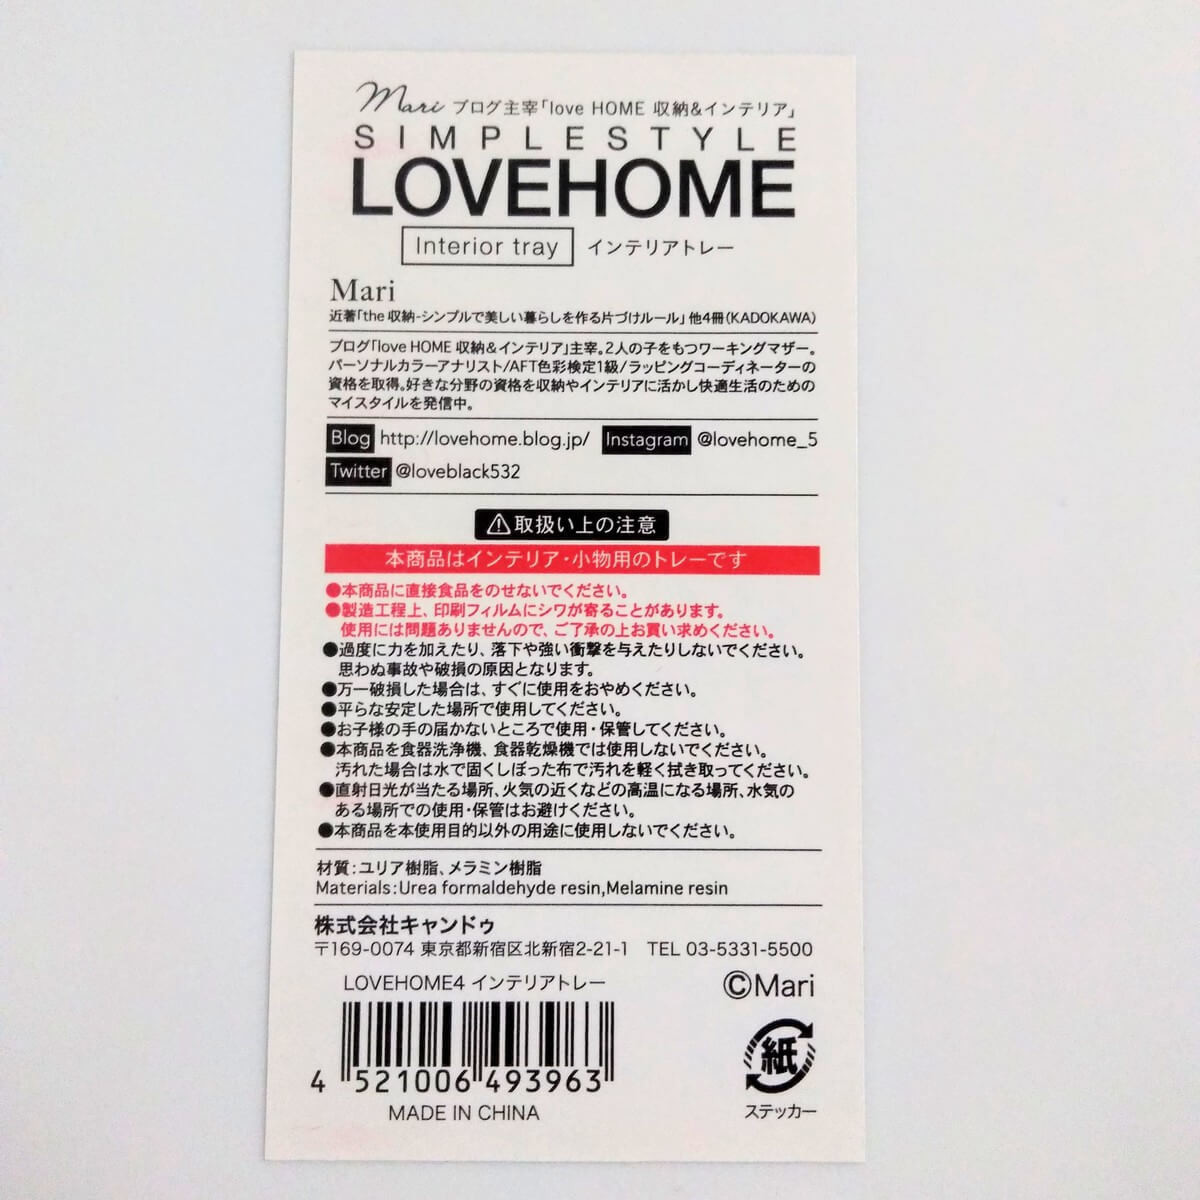 Mari ブログ主宰「love HOME 収納&インテリア」
SIMPLESTYLE
LOVEHOME
Interior tray インテリアトレー
Mari
近著「the 収納-シンプルで美しい暮らしを作る片づけルール」他4冊(KADOKAWA)
ブログ「love HOME 収納&インテリア」主宰。2人の子をもつワーキングマザー。
パーソナルカラーアナリスト/AFT色彩検定1級/ラッピングコーディネーターの
資格を取得。好きな分野の資格を収納やインテリアに活かし快適生活のための
マイスタイルを発信中。
Blog http://lovehome.blog.jp/ Instagram @lovehome_5
Twitter @loveblack532
⚠取扱い上の注意
本商品はインテリア・小物用のトレーです
●本商品に直接食品をのせないでください。
●製造工程上、印刷フィルムにシワが寄ることがあります。
使用には問題ありませんので、ご了承の上お買い求めください。
●過度に力を加えたり、落下や強い衝撃を与えたりしないでください。
思わぬ事故や破損の原因となります。
●万一破損した場合は、すぐに使用をおやめください。
●平らな安定した場所で使用してください。
●お子様の手の届かないところで使用・保管してください。
●本商品を食器洗浄機、食器乾燥機では使用しないでください。
汚れた場合は水で固くしぼった布で汚れを軽く拭き取ってください。
●直射日光が当たる場所、火気の近くなどの高温になる場所、水気の
ある場所での使用・保管はお避けください。
●本商品を本使用目的以外の用途に使用しないでください。
材質:ユリア樹脂、メラミン樹脂
Materials:Urea formaldehyde resin,Melamine resin
株式会社キャンドゥ
〒169-0074 東京都新宿区北新宿2-21-1 TEL 03-5331-5500
LOVEHOME4 インテリアトレー
©Mari
4 521006 493963
MADE IN CHINA
紙
ステッカー